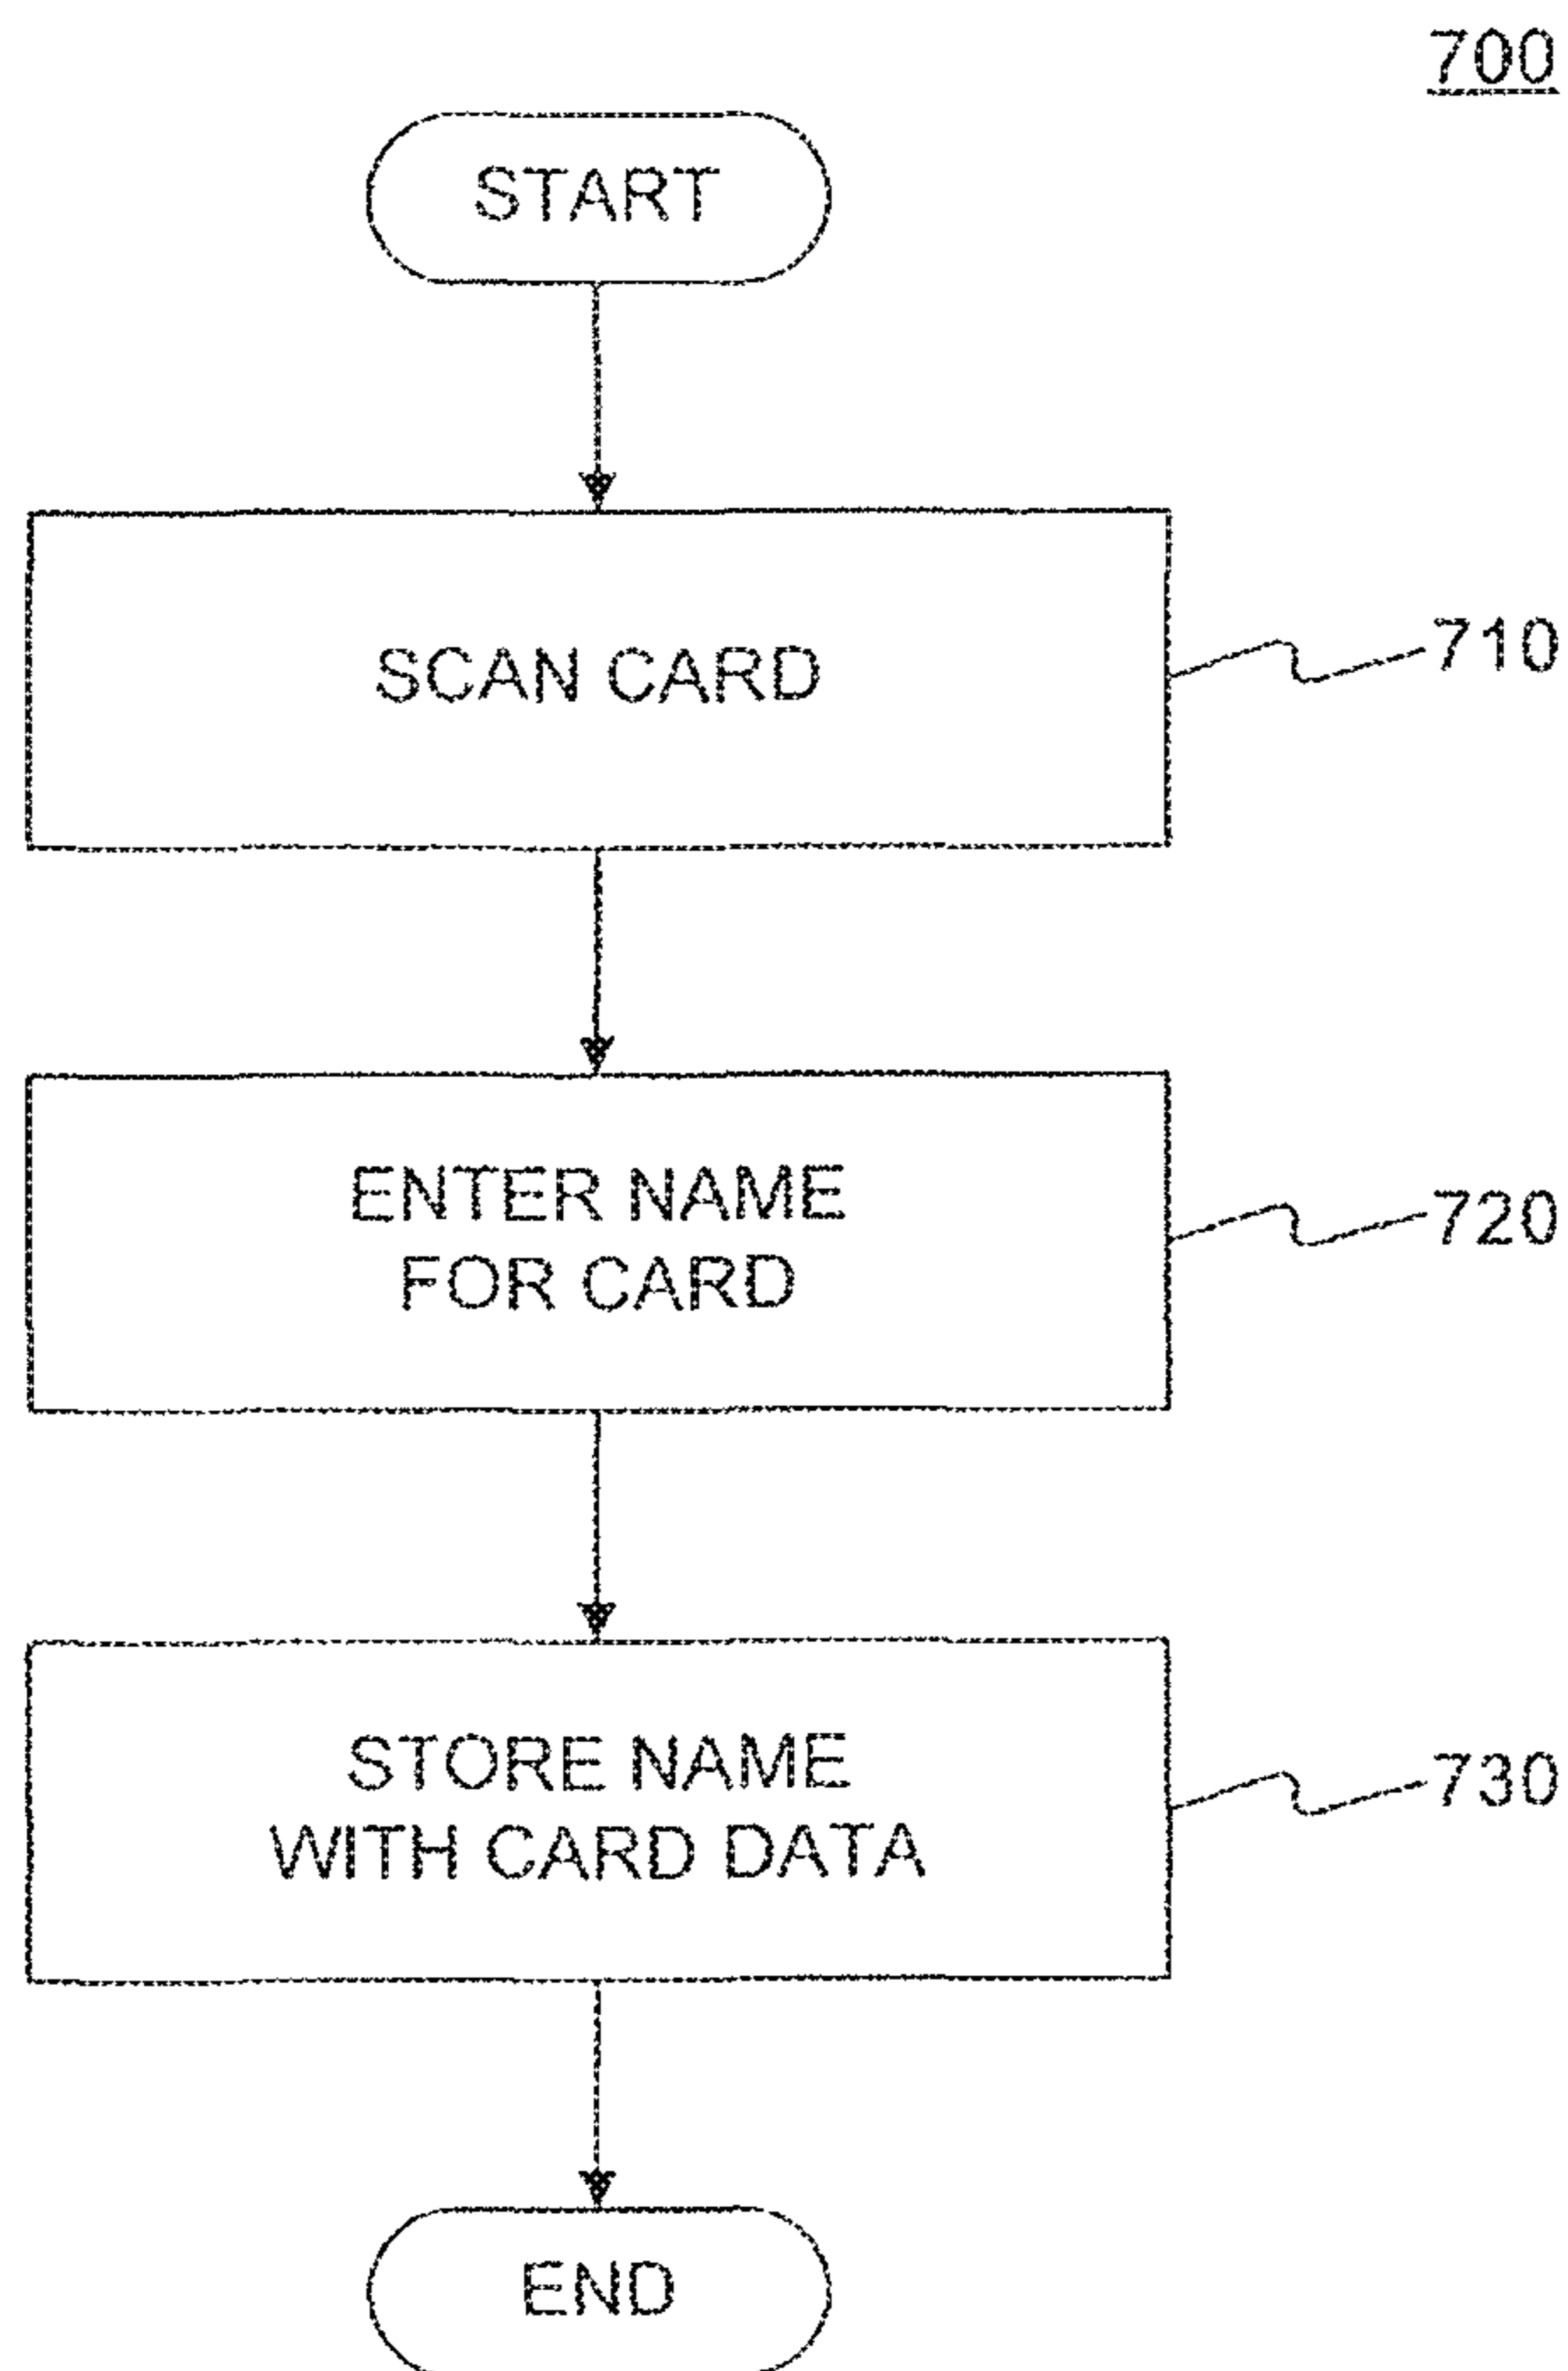 700
START
SCAN CARD
710
ENTER NAME
FOR CARD
720
STORE NAME
WITH CARD DATA
730
END